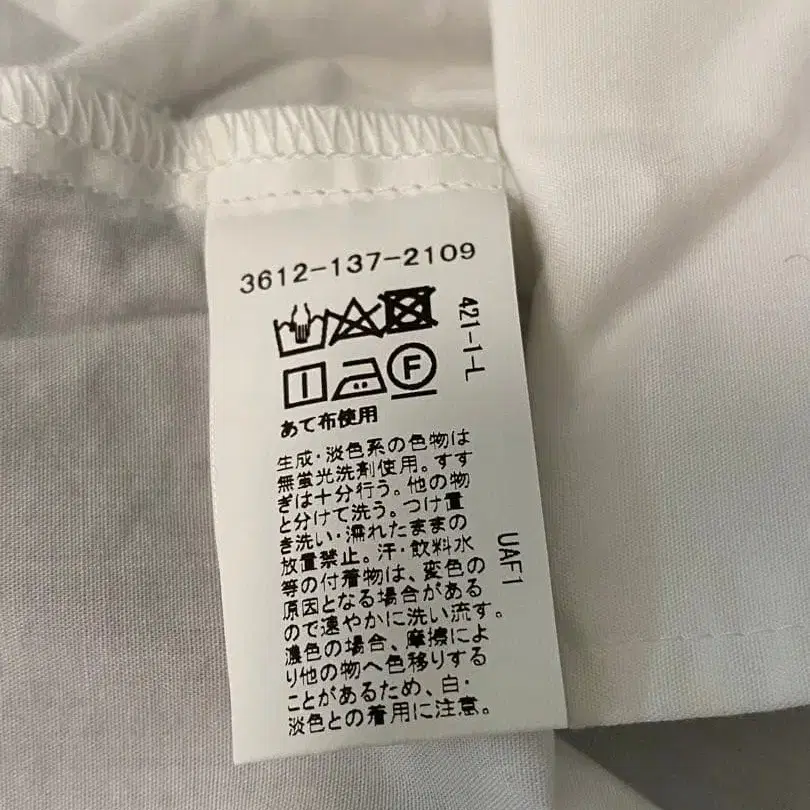 3612-137-2109
421-1-L
F
あて布使用
生成・淡色系の色物は
無蛍光洗剤使用。すす
ぎは十分行う。他の物
と分けて洗う。つけ置
き洗い・濡れたままの
放置禁止。汗・飲料水
等の付着物は、変色の
原因となる場合がある
ので速やかに洗い流す。
濃色の場合、摩擦によ
り他の物へ色移りする
ことがあるため、白・
淡色との着用に注意。
UAF1